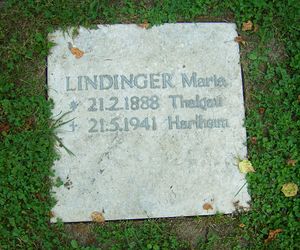 LINDINGER Maria
* 21.2.1888 Thalgau
† 21.5.1941 Hartheim